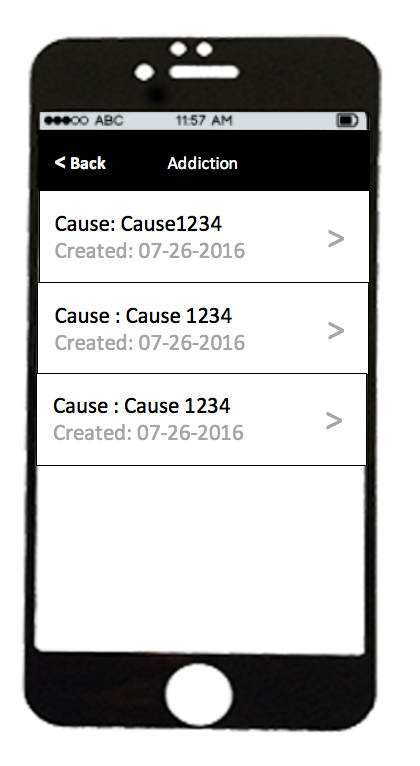 ABC 11:57 AM
< Back Addiction
Cause: Cause1234
Created: 07-26-2016
>
Cause : Cause 1234
Created: 07-26-2016
>
Cause : Cause 1234
Created: 07-26-2016
>